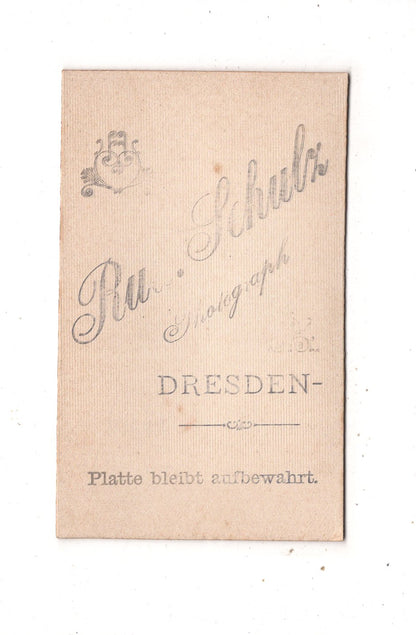 Schulz
Photograph
DRESDEN-
Platte bleibt aufbewahrt.